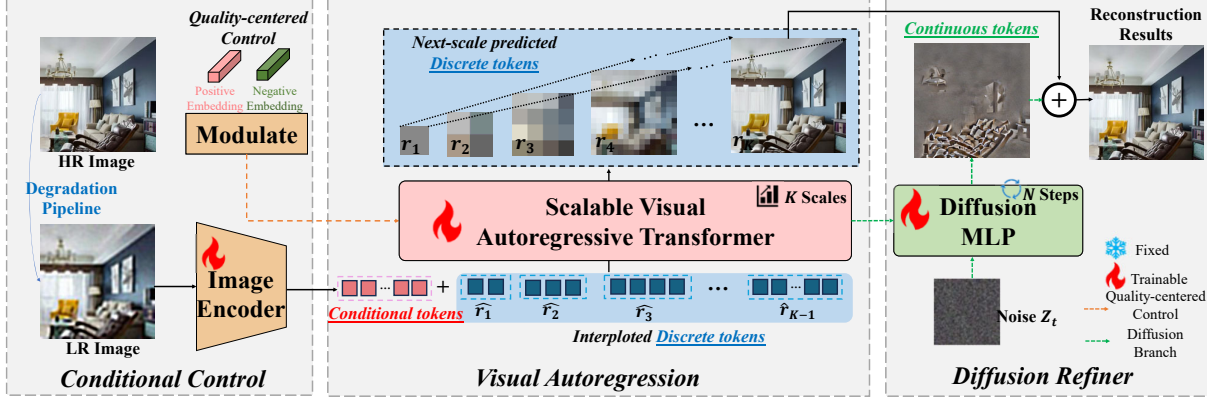 Quality-centered
Control
Positive
Embedding
Negative
Embedding
Modulate
HR Image
Degradation
Pipeline
LR Image
Image
Encoder
Conditional Control
Next-scale predicted
Discrete tokens
r1
r2
r3
r4
...
rK
Scalable Visual
Autoregressive Transformer
K Scales
... + ... ...
Conditional tokens
r̂1
r̂2
r̂3
r̂K−1
Interploted Discrete tokens
Visual Autoregression
Continuous tokens
Reconstruction
Results
+
N Steps
Diffusion
MLP
Noise Zt
Fixed
Trainable
Quality-centered
Control
Diffusion
Branch
Diffusion Refiner